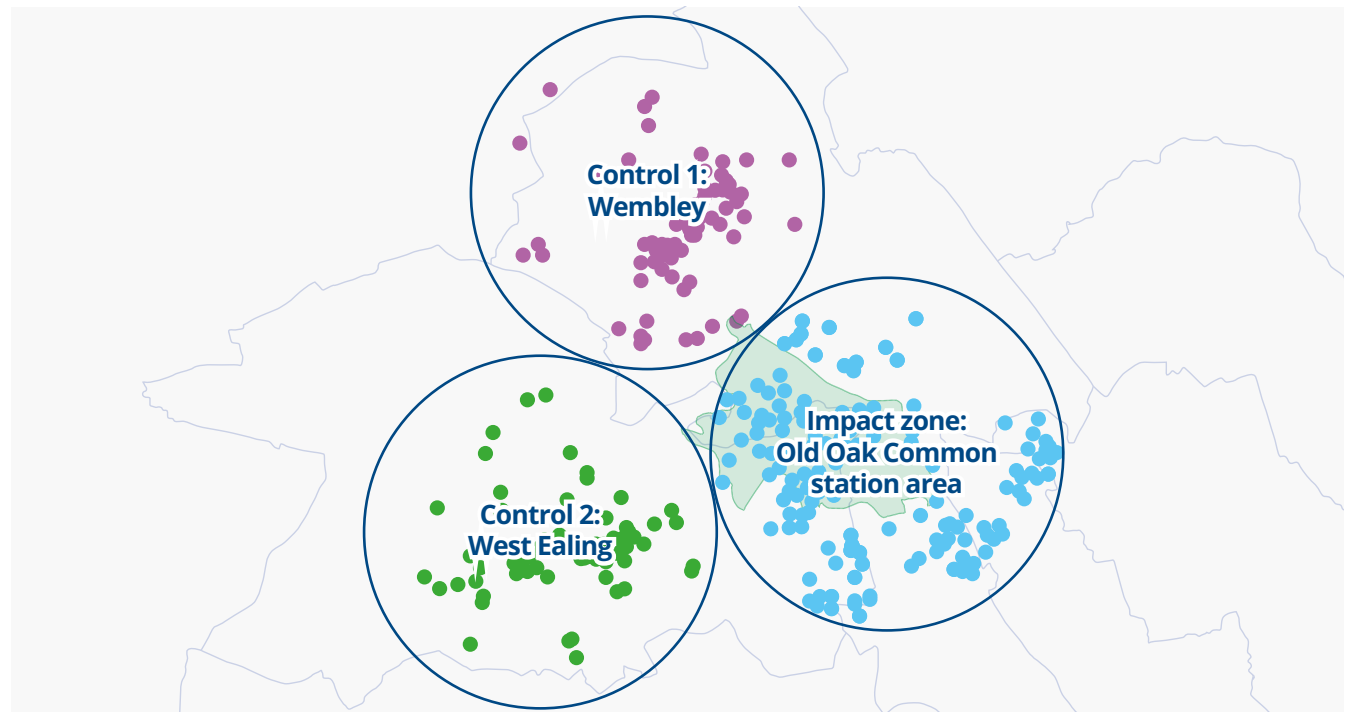 Control 1:
Wembley
Impact zone:
Old Oak Common
station area
Control 2:
West Ealing